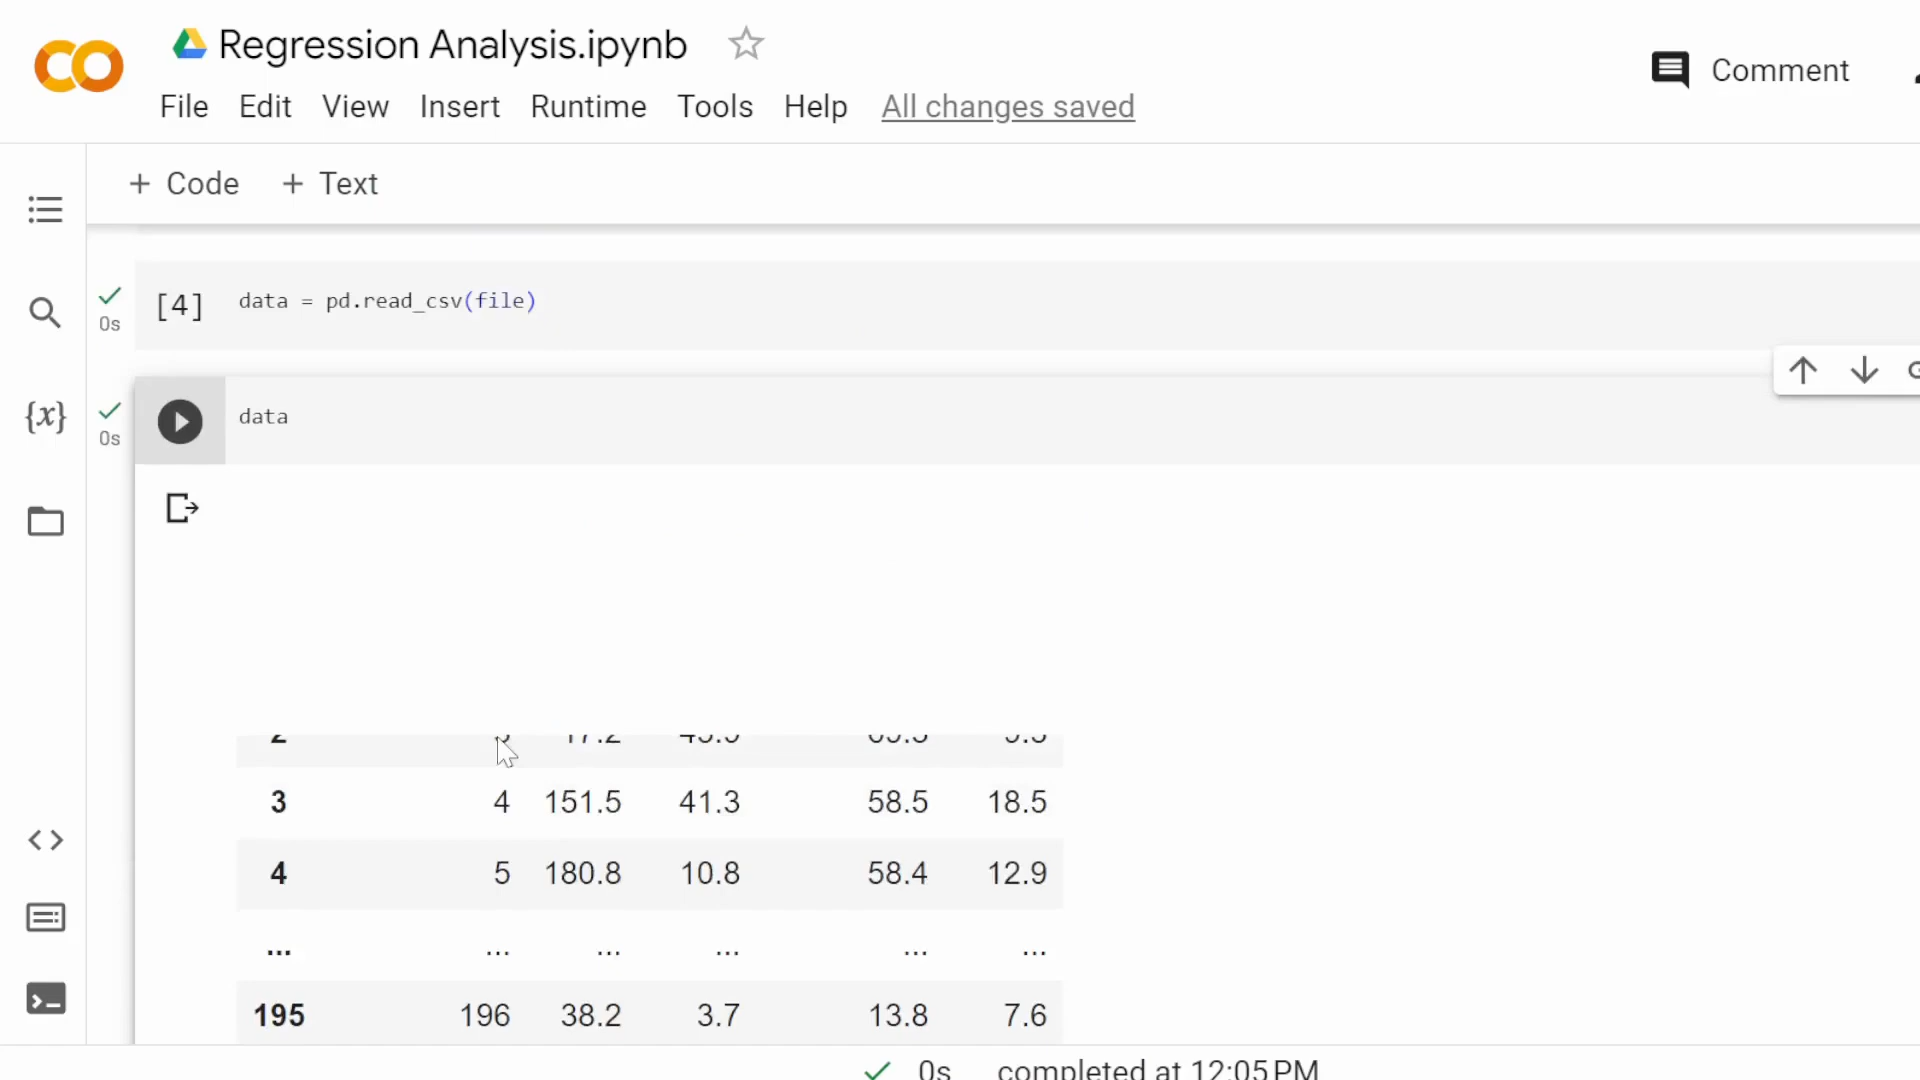 Regression Analysis.ipynb
File Edit View Insert Runtime Tools Help All changes saved
Comment
+ Code + Text
[4] data = pd.read_csv(file)
0s
data
0s
{x}
3 4 151.5 41.3 58.5 18.5
4 5 180.8 10.8 58.4 12.9
... ... ... ... ... ...
195 196 38.2 3.7 13.8 7.6
0s completed at 12:05 PM